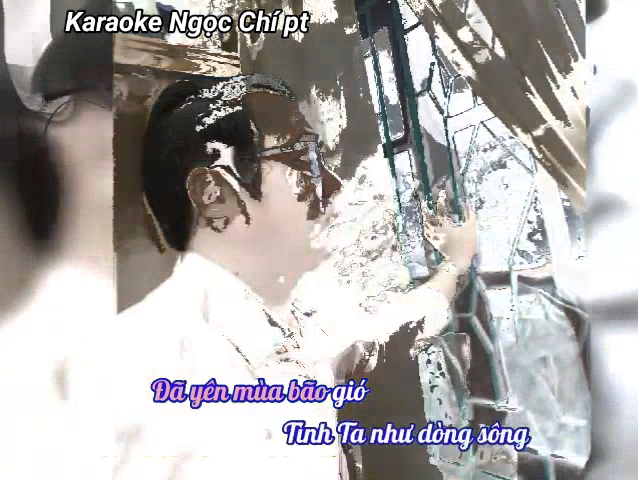 Karaoke Ngọc Chí pt
Đã yên mùa bão gió
Tình Ta như dòng sông